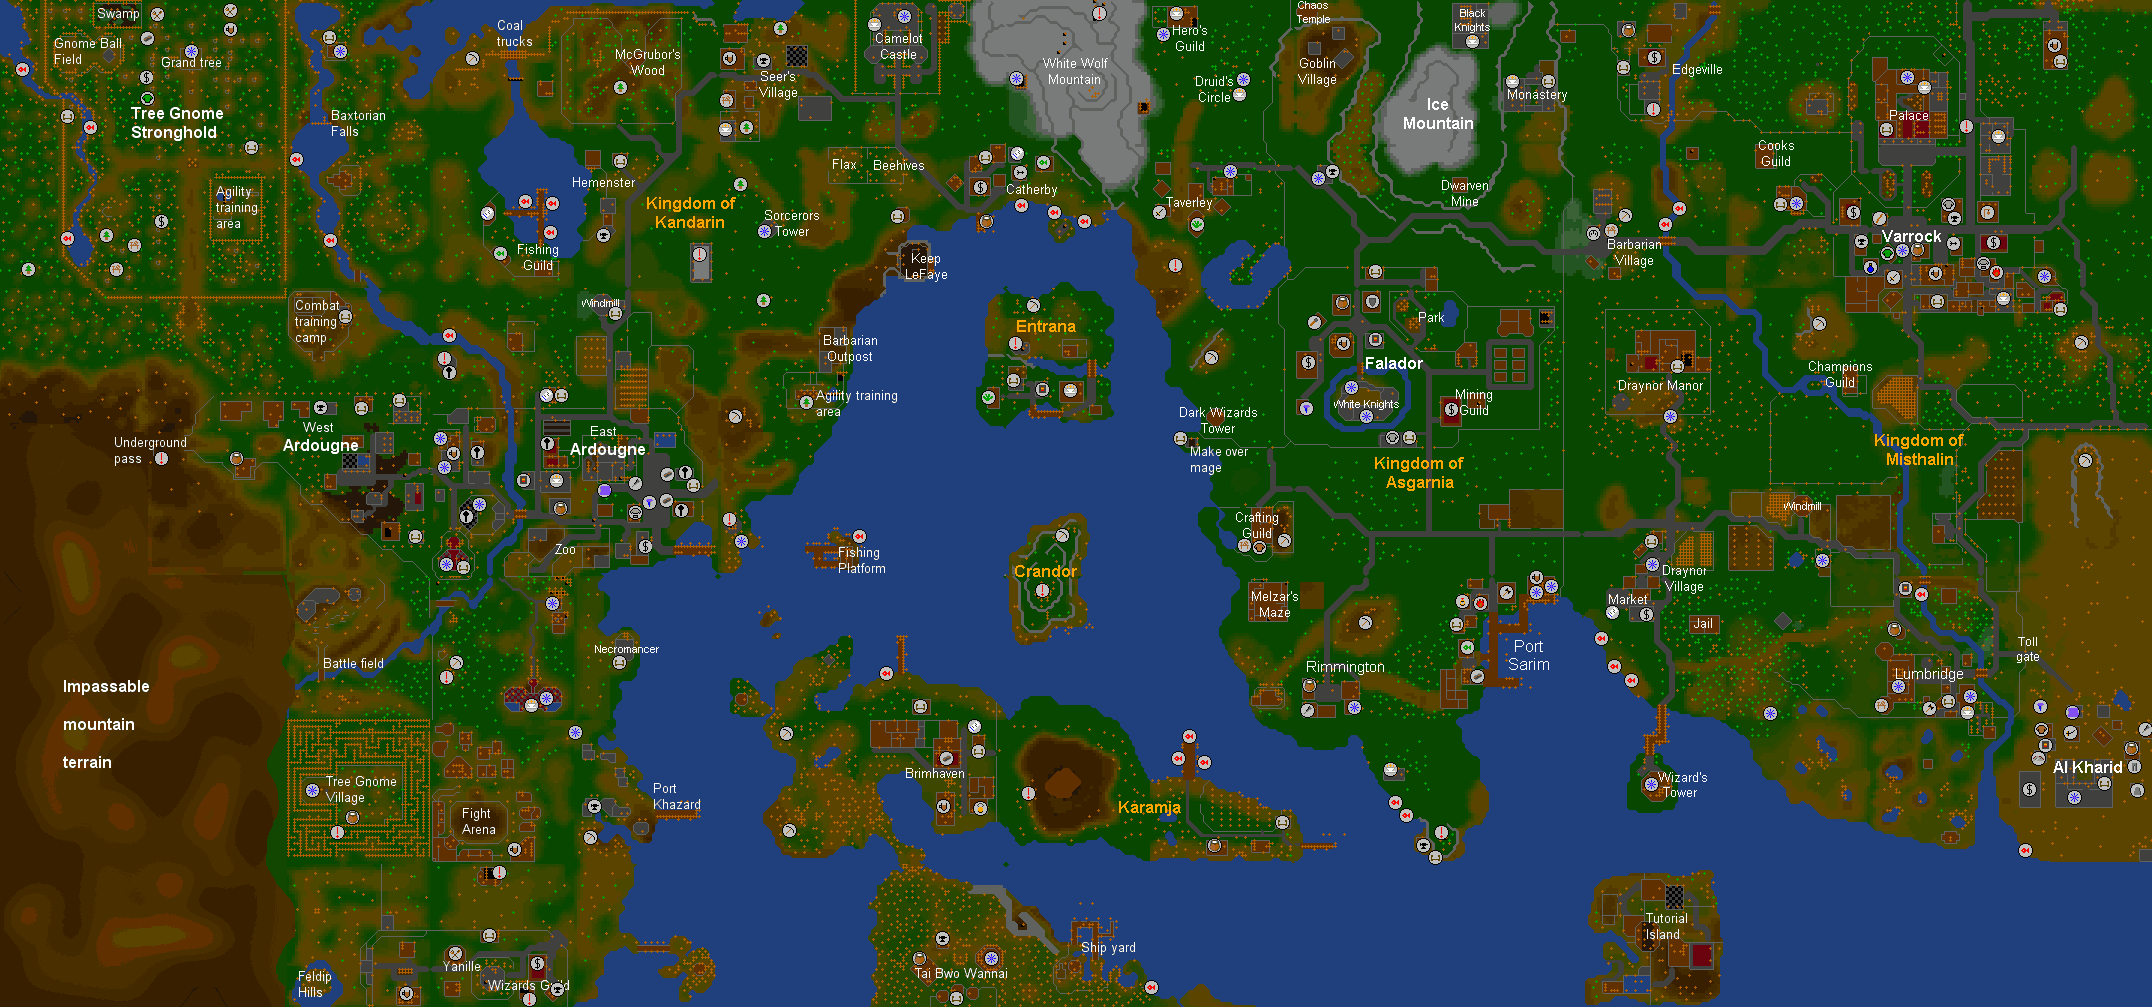 Swamp
Gnome Ball
Field
Grand tree
Tree Gnome
Stronghold
Agility
training
area
Baxtorian
Falls
Coal
trucks
McGrubor's
Wood
Seer's
Village
Camelot
Castle
White Wolf
Mountain
Hero's
Guild
Druid's
Circle
Chaos
Temple
Goblin
Village
Black
Knights
Ice
Mountain
Monastery
Edgeville
Palace
Cooks
Guild
Hemenster
Fishing
Guild
Kingdom of
Kandarin
Flax
Beehives
Sorcerors
Tower
Catherby
Keep
LeFaye
Taverley
Dwarven
Mine
Barbarian
Village
Varrock
Combat
training
camp
Windmill
Barbarian
Outpost
Agility training
area
Entrana
Park
Falador
White Knights
Mining
Guild
Draynor Manor
Champions
Guild
Underground
pass
West
Ardougne
East
Ardougne
Dark Wizards
Tower
Make over
mage
Kingdom of
Asgarnia
Kingdom of
Misthalin
Zoo
Fishing
Platform
Crandor
Crafting
Guild
Melzar's
Maze
Windmill
Draynor
Village
Market
Jail
Port
Sarim
Rimmington
Lumbridge
Toll
gate
Battle field
Necromancer
Impassable
mountain
terrain
Tree Gnome
Village
Fight
Arena
Port
Khazard
Brimhaven
Karamja
Wizard's
Tower
Al Kharid
Tutorial
Island
Ship yard
Tai Bwo Wannai
Yanille
Wizards Guild
Feldip
Hills